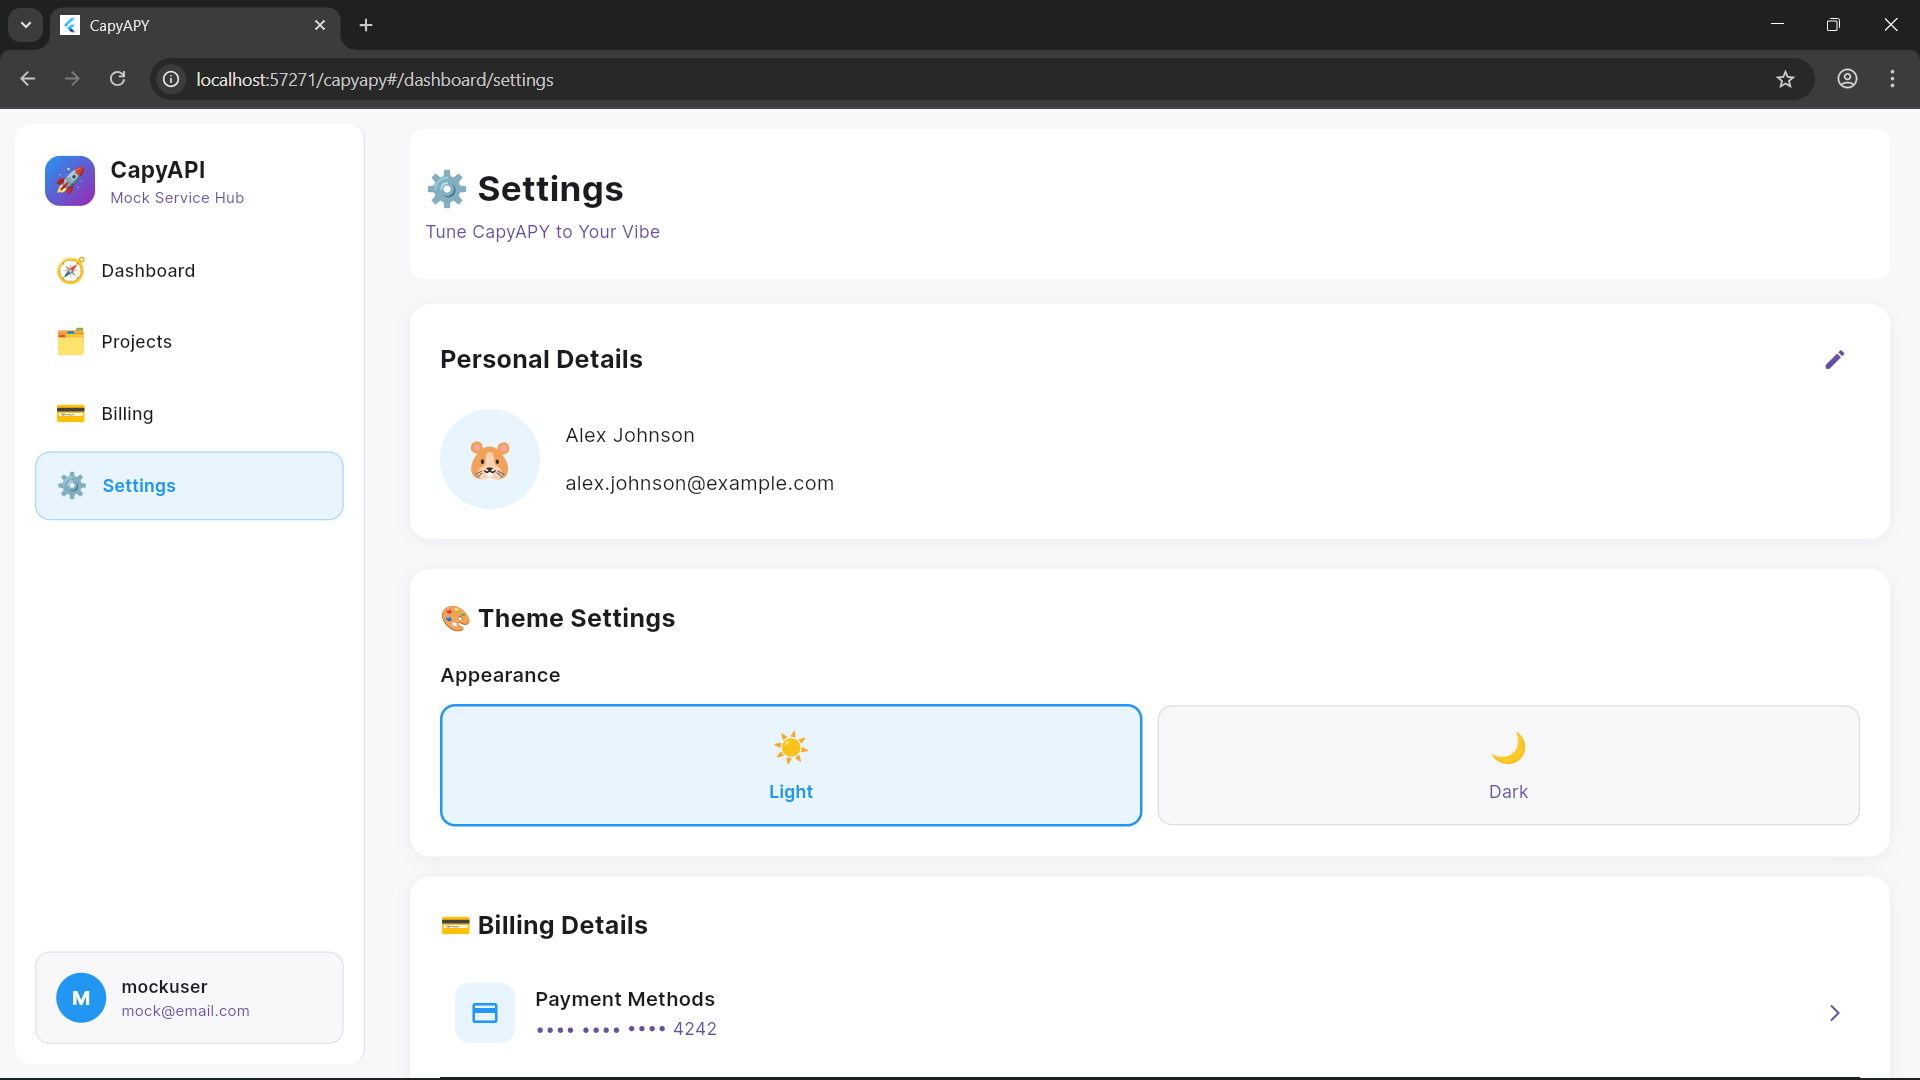 CapyAPY
localhost:57271/capyapy#/dashboard/settings
CapyAPI
Mock Service Hub
Dashboard
Projects
Billing
Settings
mockuser
mock@email.com
M
Settings
Tune CapyAPY to Your Vibe
Personal Details
Alex Johnson
alex.johnson@example.com
Theme Settings
Appearance
Light
Dark
Billing Details
Payment Methods
•••• •••• •••• 4242